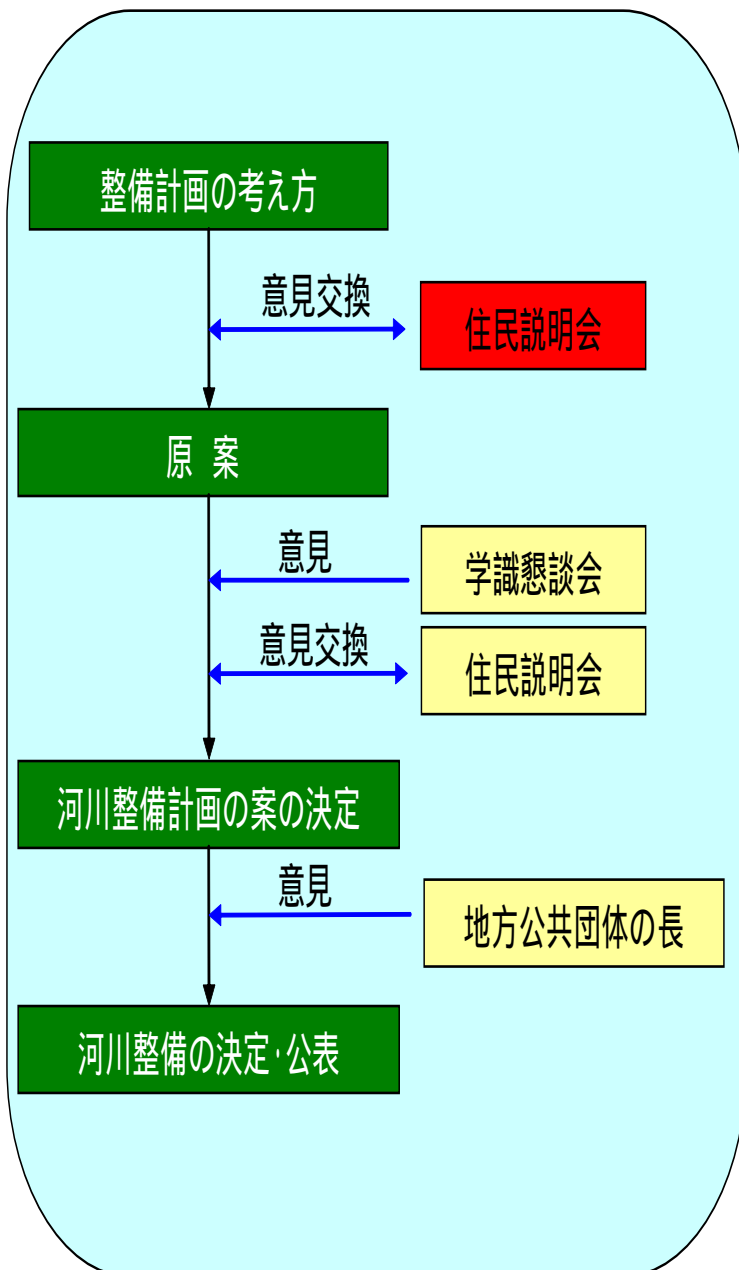 整備計画の考え方
意見交換
住民説明会
原 案
意見
学識懇談会
意見交換
住民説明会
河川整備計画の案の決定
意見
地方公共団体の長
河川整備の決定・公表